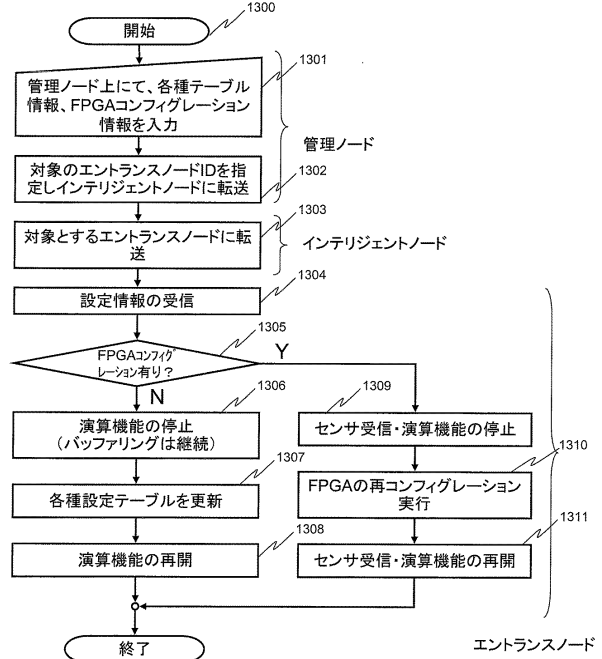 1300
開始
1301
管理ノード上にて、各種テーブル
情報、FPGAコンフィグレーション
情報を入力
管理ノード
対象のエントランスノードIDを指
定しインテリジェントノードに転送
1302
1303
対象とするエントランスノードに転
送
インテリジェントノード
1304
設定情報の受信
1305
FPGAコンフィグ
レーション有り?
Y
N
1306
演算機能の停止
(バッファリングは継続)
1309
センサ受信・演算機能の停止
1307
各種設定テーブルを更新
1310
FPGAの再コンフィグレーション
実行
1308
演算機能の再開
1311
センサ受信・演算機能の再開
終了
エントランスノード